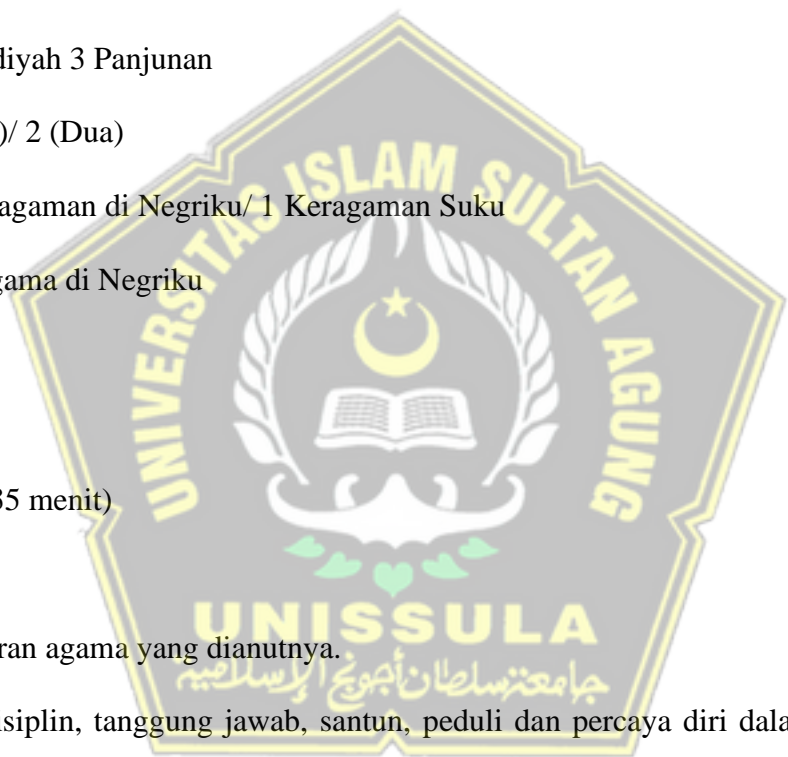 diyah 3 Panjunan
)/ 2 (Dua)
agaman di Negriku/ 1 Keragaman Suku
gama di Negriku
35 menit)
ran agama yang dianutnya.
isiplin, tanggung jawab, santun, peduli dan percaya diri dala
UNIVERSITAS ISLAM SULTAN AGUNG
UNISSULA
جامعة سلطان أجونج الإسلامية